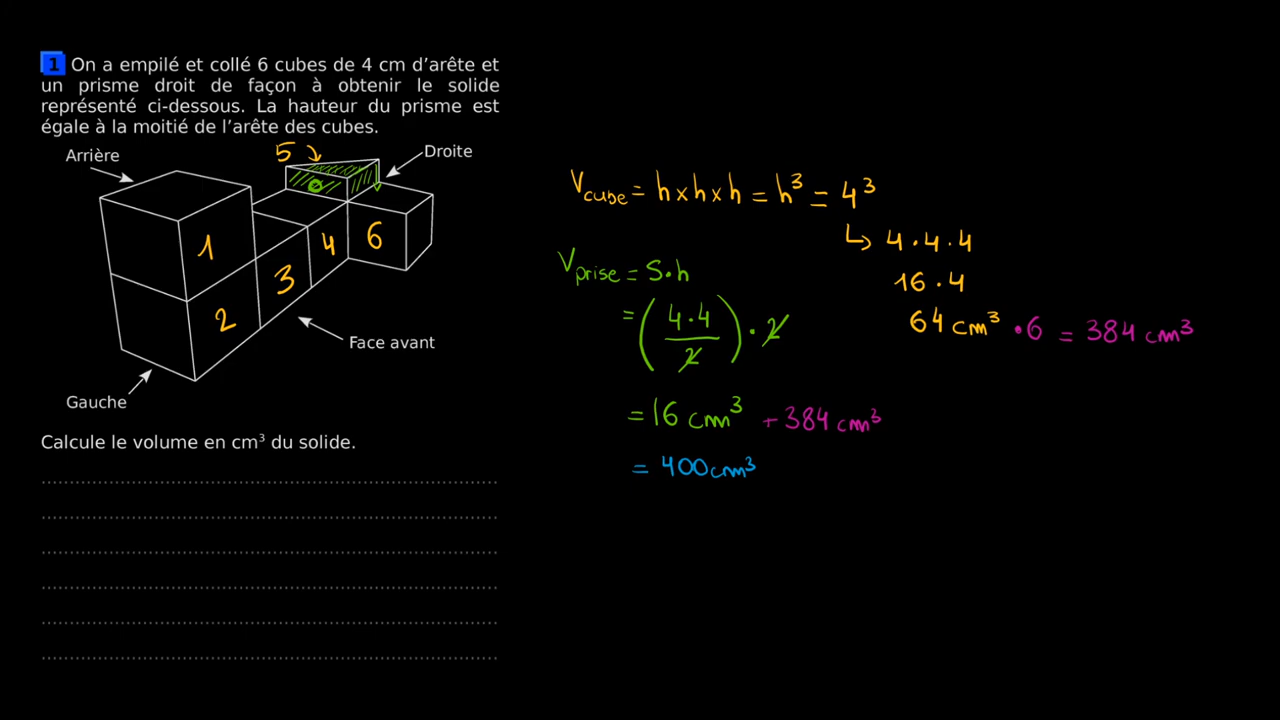 1 On a empilé et collé 6 cubes de 4 cm d’arête et
un prisme droit de façon à obtenir le solide
représenté ci-dessous. La hauteur du prisme est
égale à la moitié de l’arête des cubes.
Arrière
5
Droite
1
4
6
3
2
Face avant
Gauche
Calcule le volume en cm³ du solide.
V cube = h x h x h = h³ = 4³
↳ 4 · 4 · 4
16 · 4
64 cm³ · 6 = 384 cm³
V prise = S · h
= (4 · 4 / 2) · 2
= 16 cm³ + 384 cm³
= 400 cm³